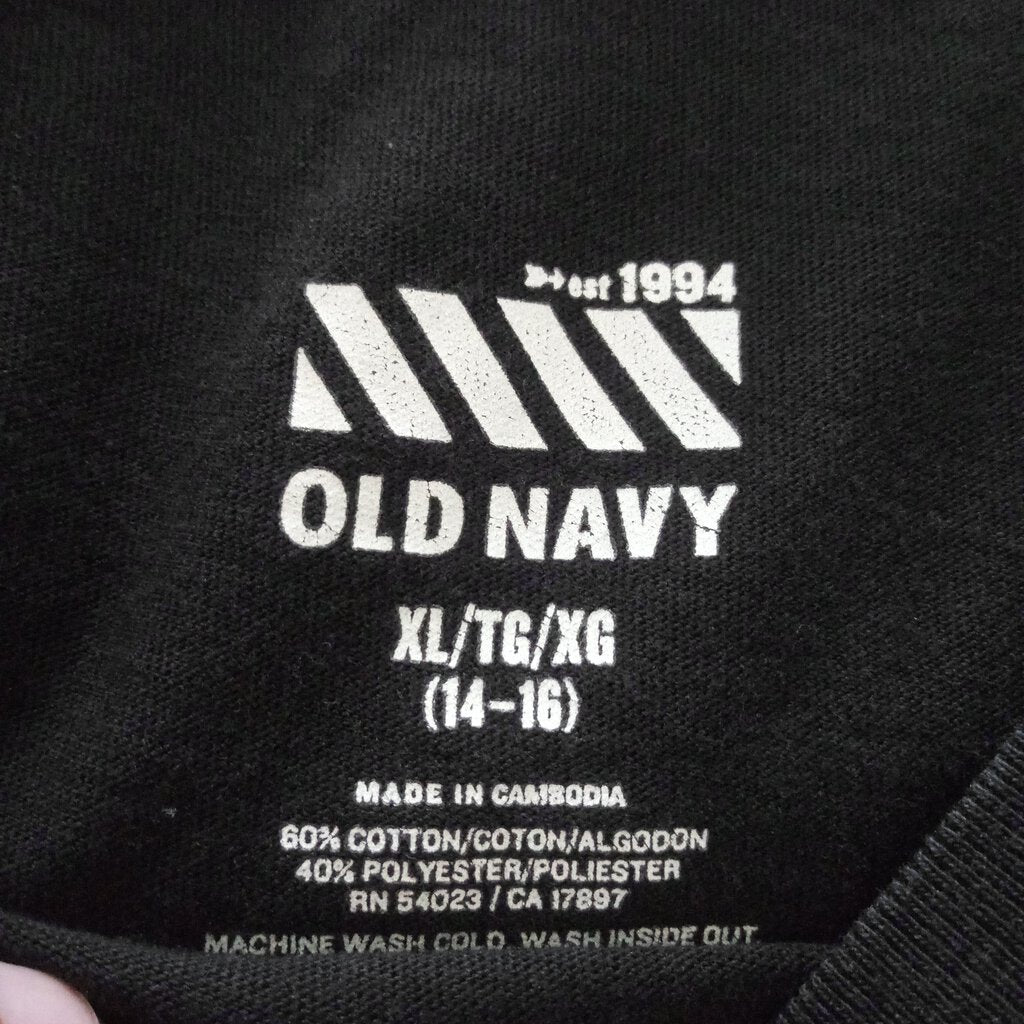 est 1994
OLD NAVY
XL/TG/XG
(14-16)
MADE IN CAMBODIA
60% COTTON/COTON/ALGODON
40% POLYESTER/POLIESTER
RN 54023 / CA 17897
MACHINE WASH COLD, WASH INSIDE OUT,